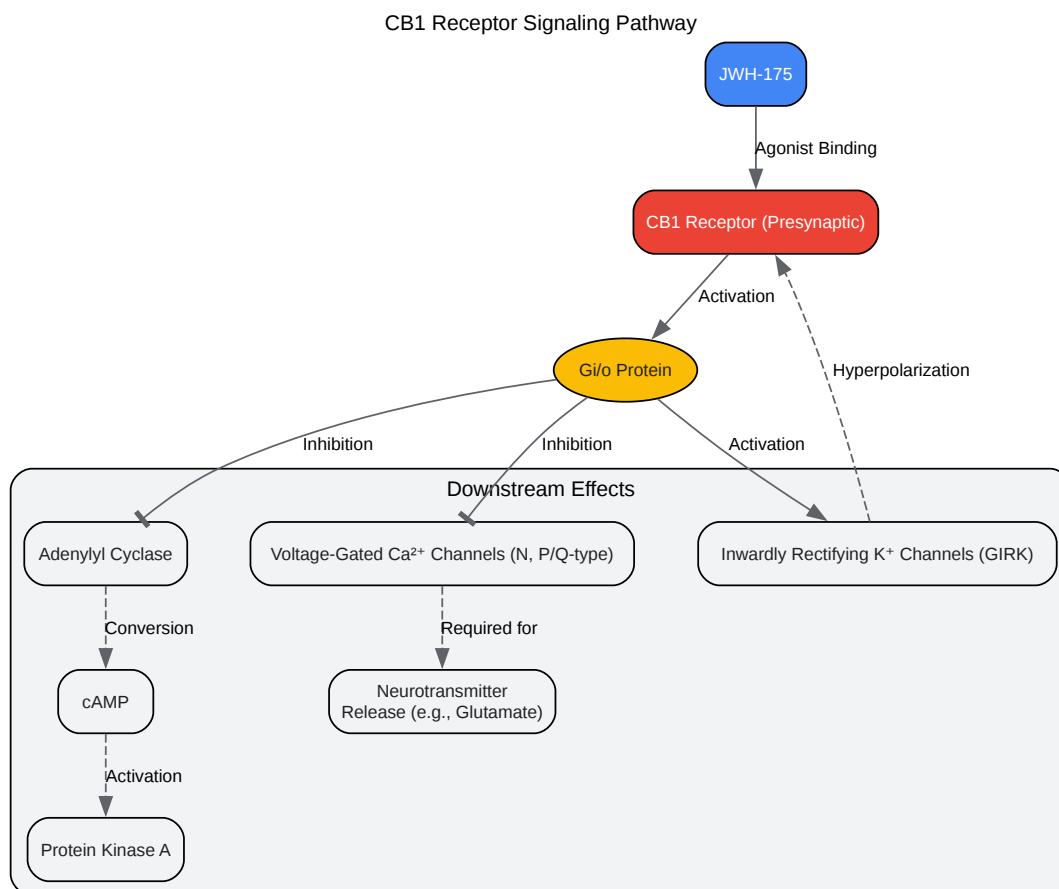 CB1 Receptor Signaling Pathway
JWH-175
Agonist Binding
CB1 Receptor (Presynaptic)
Activation
Hyperpolarization
Gi/o Protein
Inhibition
Inhibition
Activation
Downstream Effects
Adenylyl Cyclase
Voltage-Gated Ca²⁺ Channels (N, P/Q-type)
Inwardly Rectifying K⁺ Channels (GIRK)
Conversion
Required for
cAMP
Neurotransmitter
Release (e.g., Glutamate)
Activation
Protein Kinase A